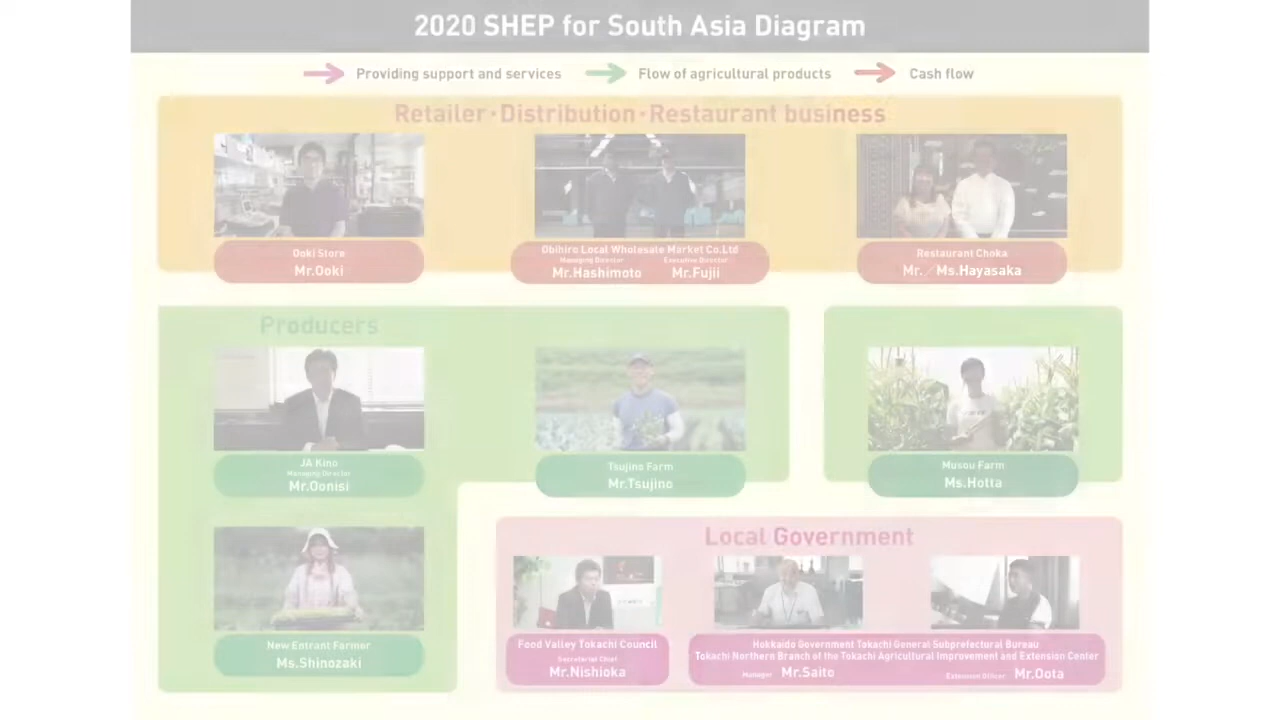 2020 SHEP for South Asia Diagram
Providing support and services
Flow of agricultural products
Cash flow
Retailer・Distribution・Restaurant business
Ooki Store
Mr.Ooki
Obihiro Local Wholesale Market Co.Ltd
Managing Director
Executive Director
Mr.Hashimoto
Mr.Fujii
Restaurant Choka
Mr.／Ms.Hayasaka
Producers
JA Kino
Managing Director
Mr.Oonisi
Tsujino Farm
Mr.Tsujino
Musou Farm
Ms.Hotta
New Entrant Farmer
Ms.Shinozaki
Local Government
Food Valley Tokachi Council
Secretariat Chief
Mr.Nishioka
Hokkaido Government Tokachi General Subprefectural Bureau
Tokachi Northern Branch of the Tokachi Agricultural Improvement and Extension Center
Manager Mr.Saito
Extension Officer Mr.Oota